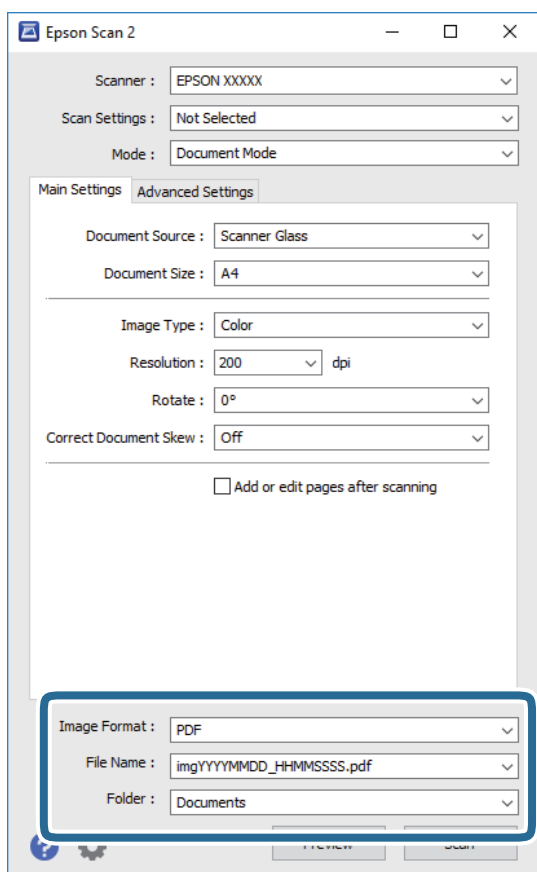 Epson Scan 2
Scanner : EPSON XXXXX
Scan Settings : Not Selected
Mode : Document Mode
Main Settings Advanced Settings
Document Source : Scanner Glass
Document Size : A4
Image Type : Color
Resolution : 200 dpi
Rotate : 0°
Correct Document Skew : Off
Add or edit pages after scanning
Image Format : PDF
File Name : imgYYYYMMDD_HHMMSSSS.pdf
Folder : Documents
? Preview Scan